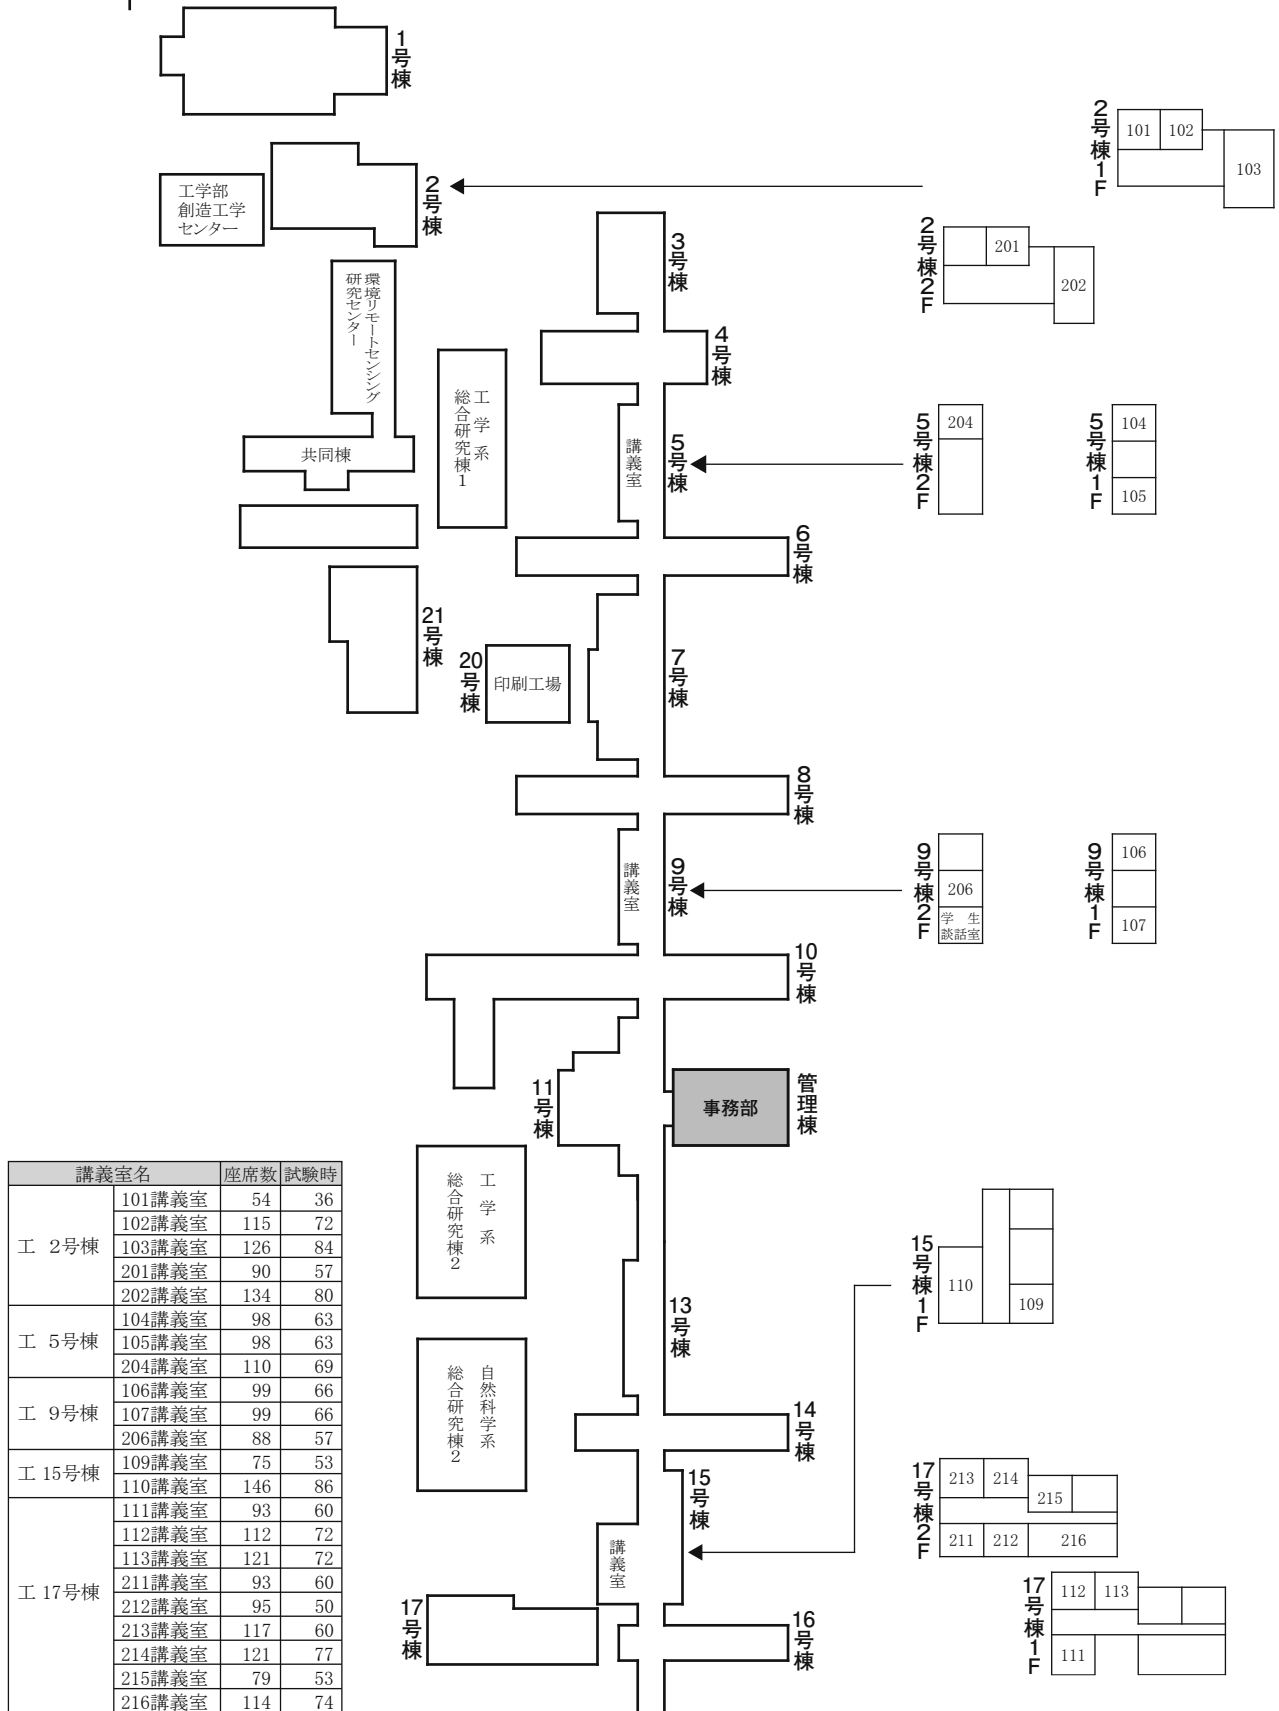 1号棟
2号棟
工学部
創造工学
センター
3号棟
4号棟
環境リモートセンシング
研究センター
共同棟
工学系
総合研究棟1
講義室
5号棟
6号棟
21号棟
20号棟
印刷工場
7号棟
8号棟
講義室
9号棟
10号棟
11号棟
事務部
管理棟
工学系
総合研究棟2
13号棟
自然科学系
総合研究棟2
14号棟
15号棟
講義室
17号棟
16号棟
2号棟1F
101 102
103
2号棟2F
201
202
5号棟2F
204
5号棟1F
104
105
9号棟2F
206
学生
談話室
9号棟1F
106
107
15号棟1F
110
109
17号棟2F
213 214
215
211 212 216
17号棟1F
112 113
111
講義室名 座席数 試験時
工 2号棟 101講義室 54 36
102講義室 115 72
103講義室 126 84
201講義室 90 57
202講義室 134 80
工 5号棟 104講義室 98 63
105講義室 98 63
204講義室 110 69
工 9号棟 106講義室 99 66
107講義室 99 66
206講義室 88 57
工 15号棟 109講義室 75 53
110講義室 146 86
工 17号棟 111講義室 93 60
112講義室 112 72
113講義室 121 72
211講義室 93 60
212講義室 95 50
213講義室 117 60
214講義室 121 77
215講義室 79 53
216講義室 114 74